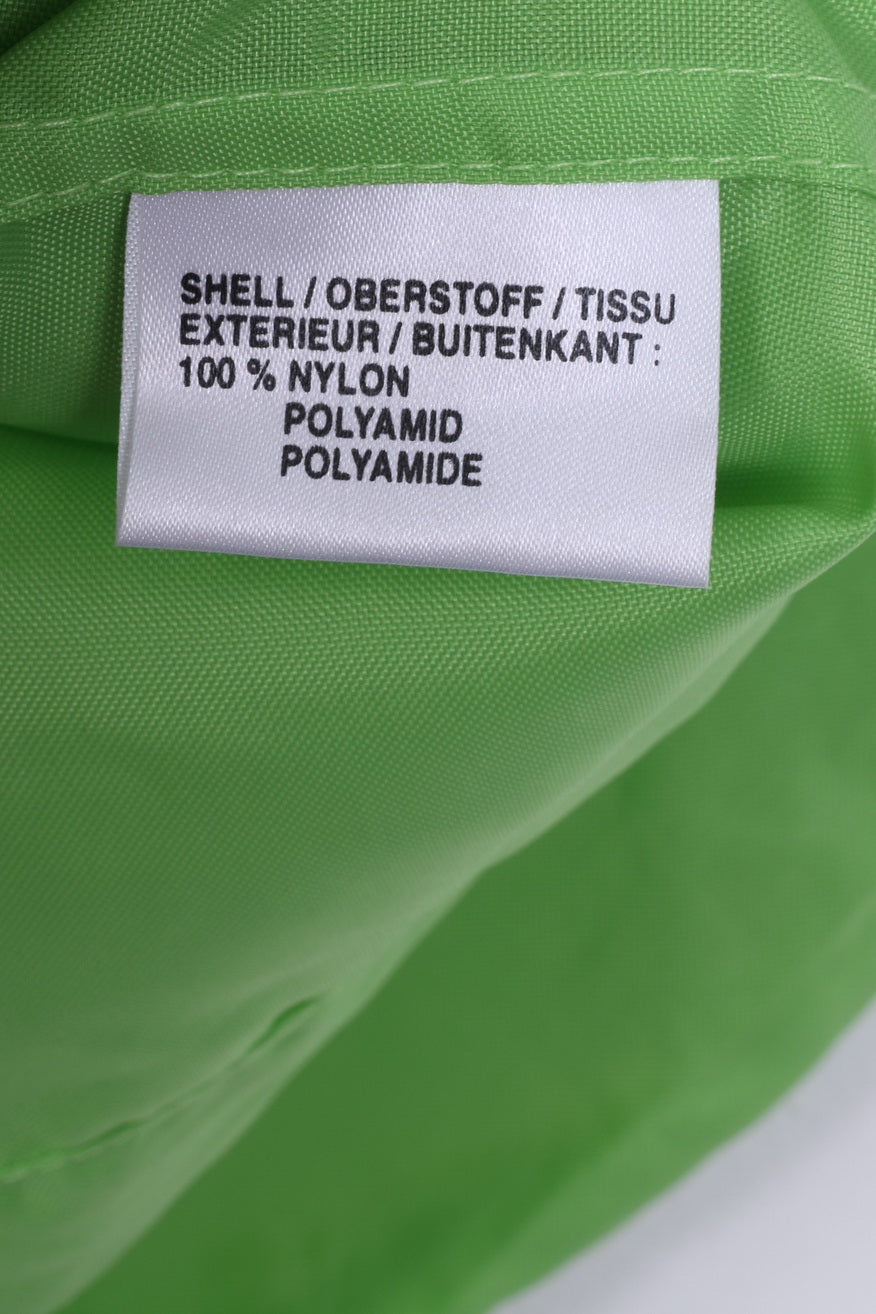 SHELL / OBERSTOFF / TISSU
EXTERIEUR / BUITENKANT :
100 % NYLON
POLYAMID
POLYAMIDE